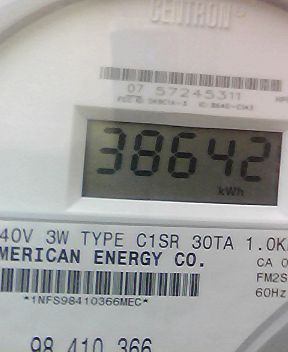 CENTRON®
07 57245311
38642
kWh
40V 3W TYPE C1SR 30TA 1.0K
MERICAN ENERGY CO.
CA 0
FM2S
60Hz
*1NFS98410366MEC*
98 410 366